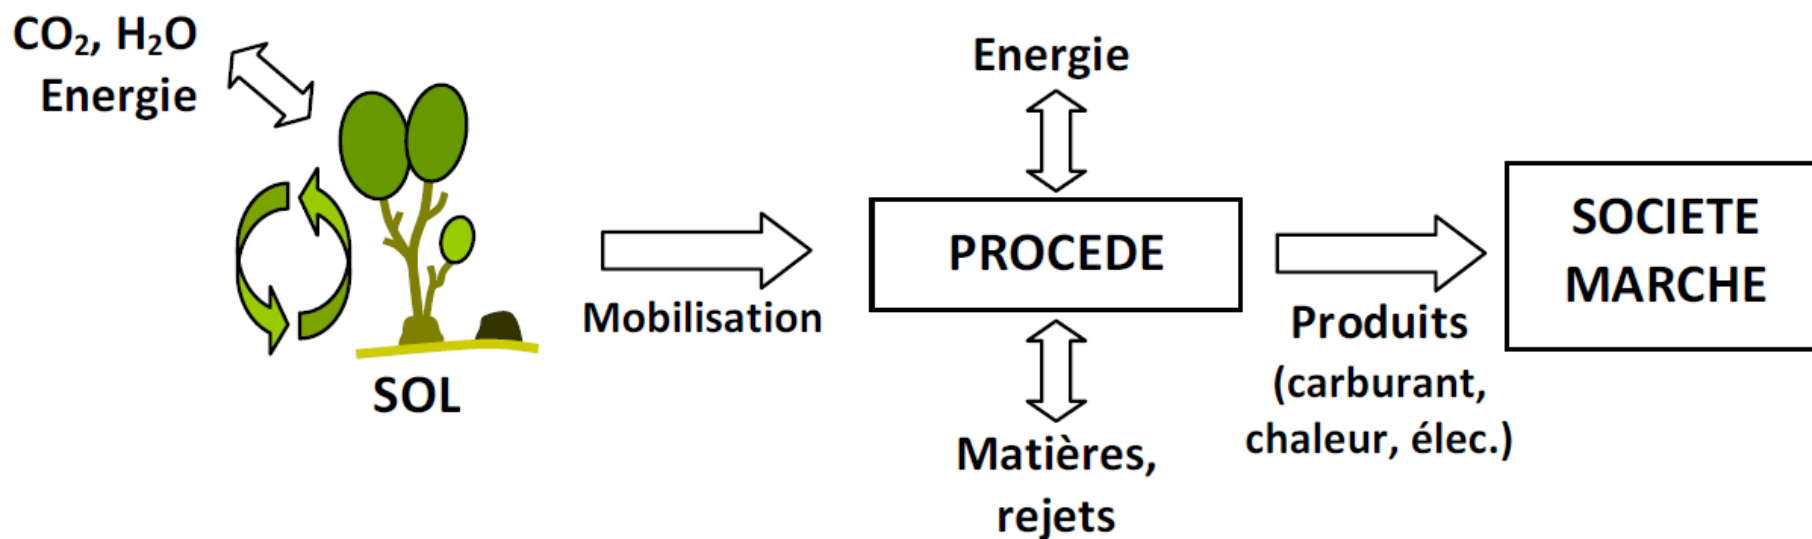 CO₂, H₂O
Energie
SOL
Mobilisation
Energie
PROCEDE
Matières,
rejets
Produits
(carburant,
chaleur, élec.)
SOCIETE
MARCHE